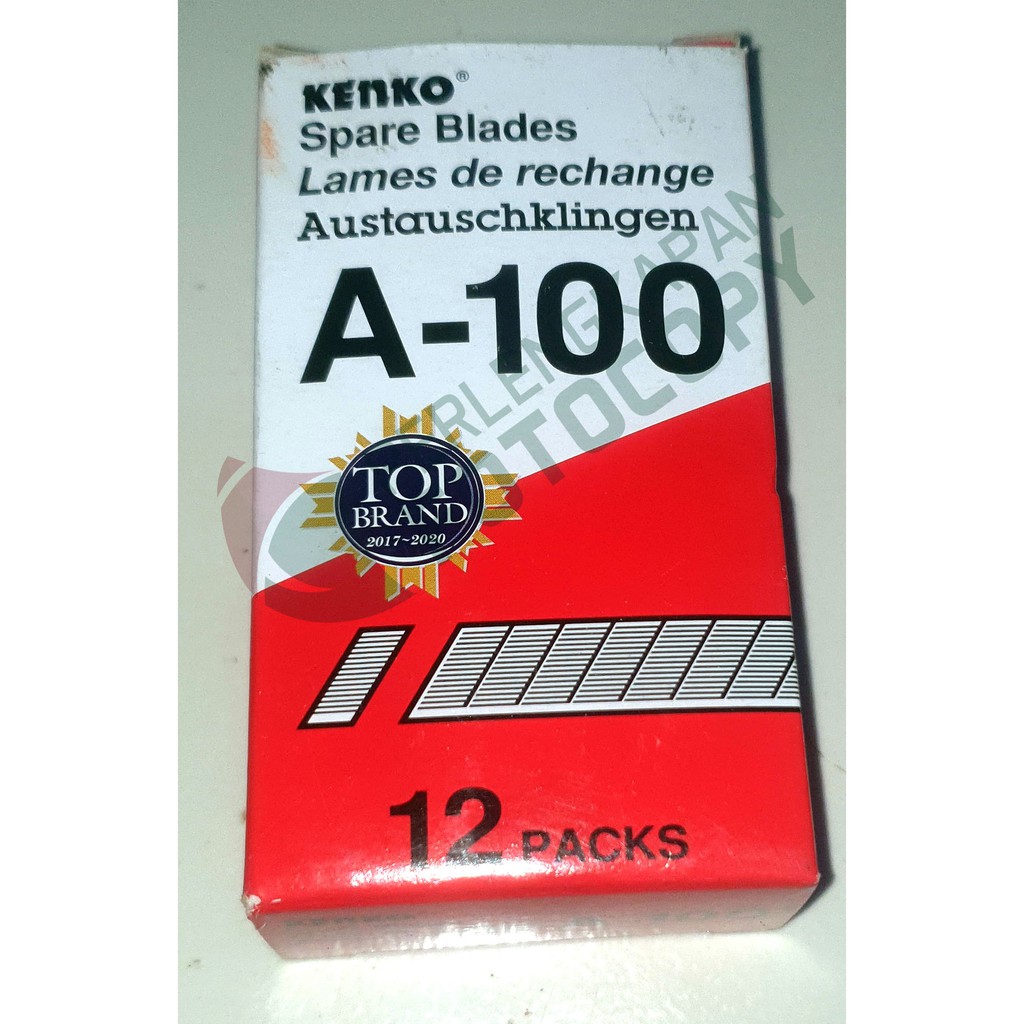 KENKO®
Spare Blades
Lames de rechange
Austauschklingen
A-100
TOP
BRAND
2017~2020
12 PACKS